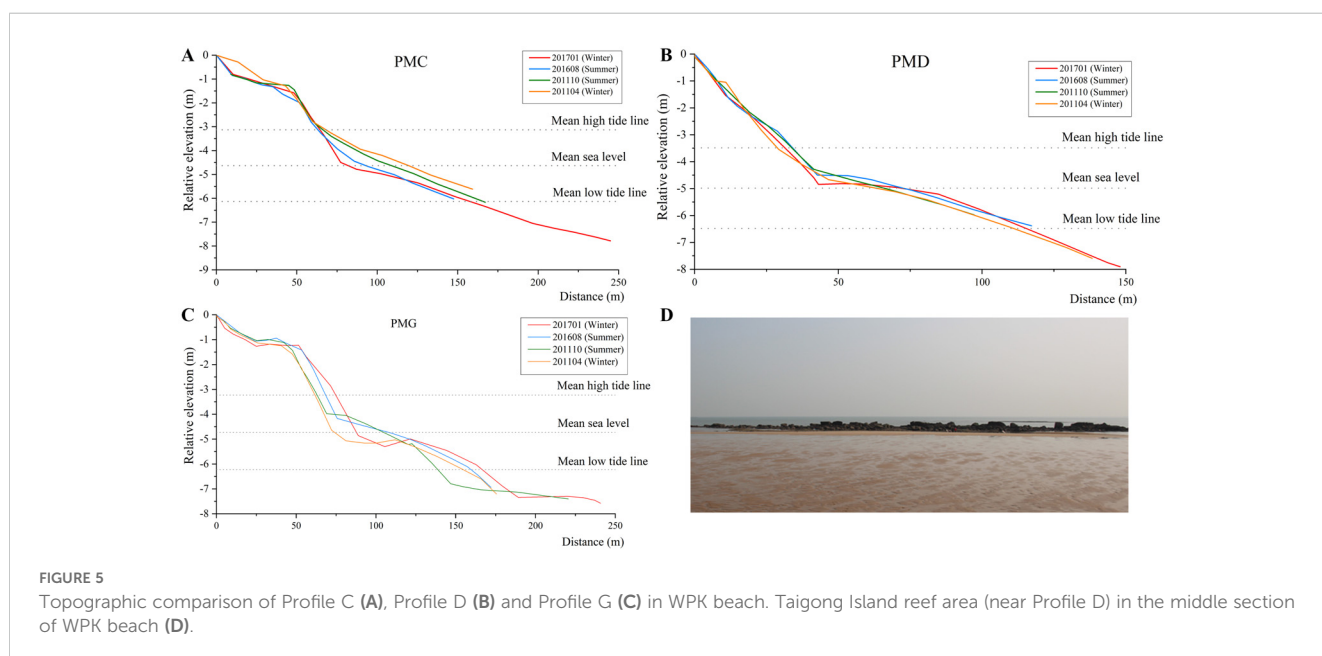 A
PMC
201701 (Winter)
201608 (Summer)
201110 (Summer)
201104 (Winter)
Relative elevation (m)
0
-1
-2
-3
-4
-5
-6
-7
-8
-9
Mean high tide line
Mean sea level
Mean low tide line
0 50 100 150 200 250
Distance (m)
B
PMD
201701 (Winter)
201608 (Summer)
201110 (Summer)
201104 (Winter)
Relative elevation (m)
0
-1
-2
-3
-4
-5
-6
-7
-8
Mean high tide line
Mean sea level
Mean low tide line
0 50 100 150
Distance (m)
C
PMG
201701 (Winter)
201608 (Summer)
201110 (Summer)
201104 (Winter)
Relative elevation (m)
0
-1
-2
-3
-4
-5
-6
-7
-8
Mean high tide line
Mean sea level
Mean low tide line
0 50 100 150 200 250
Distance (m)
D
FIGURE 5
Topographic comparison of Profile C (A), Profile D (B) and Profile G (C) in WPK beach. Taigong Island reef area (near Profile D) in the middle section
of WPK beach (D).